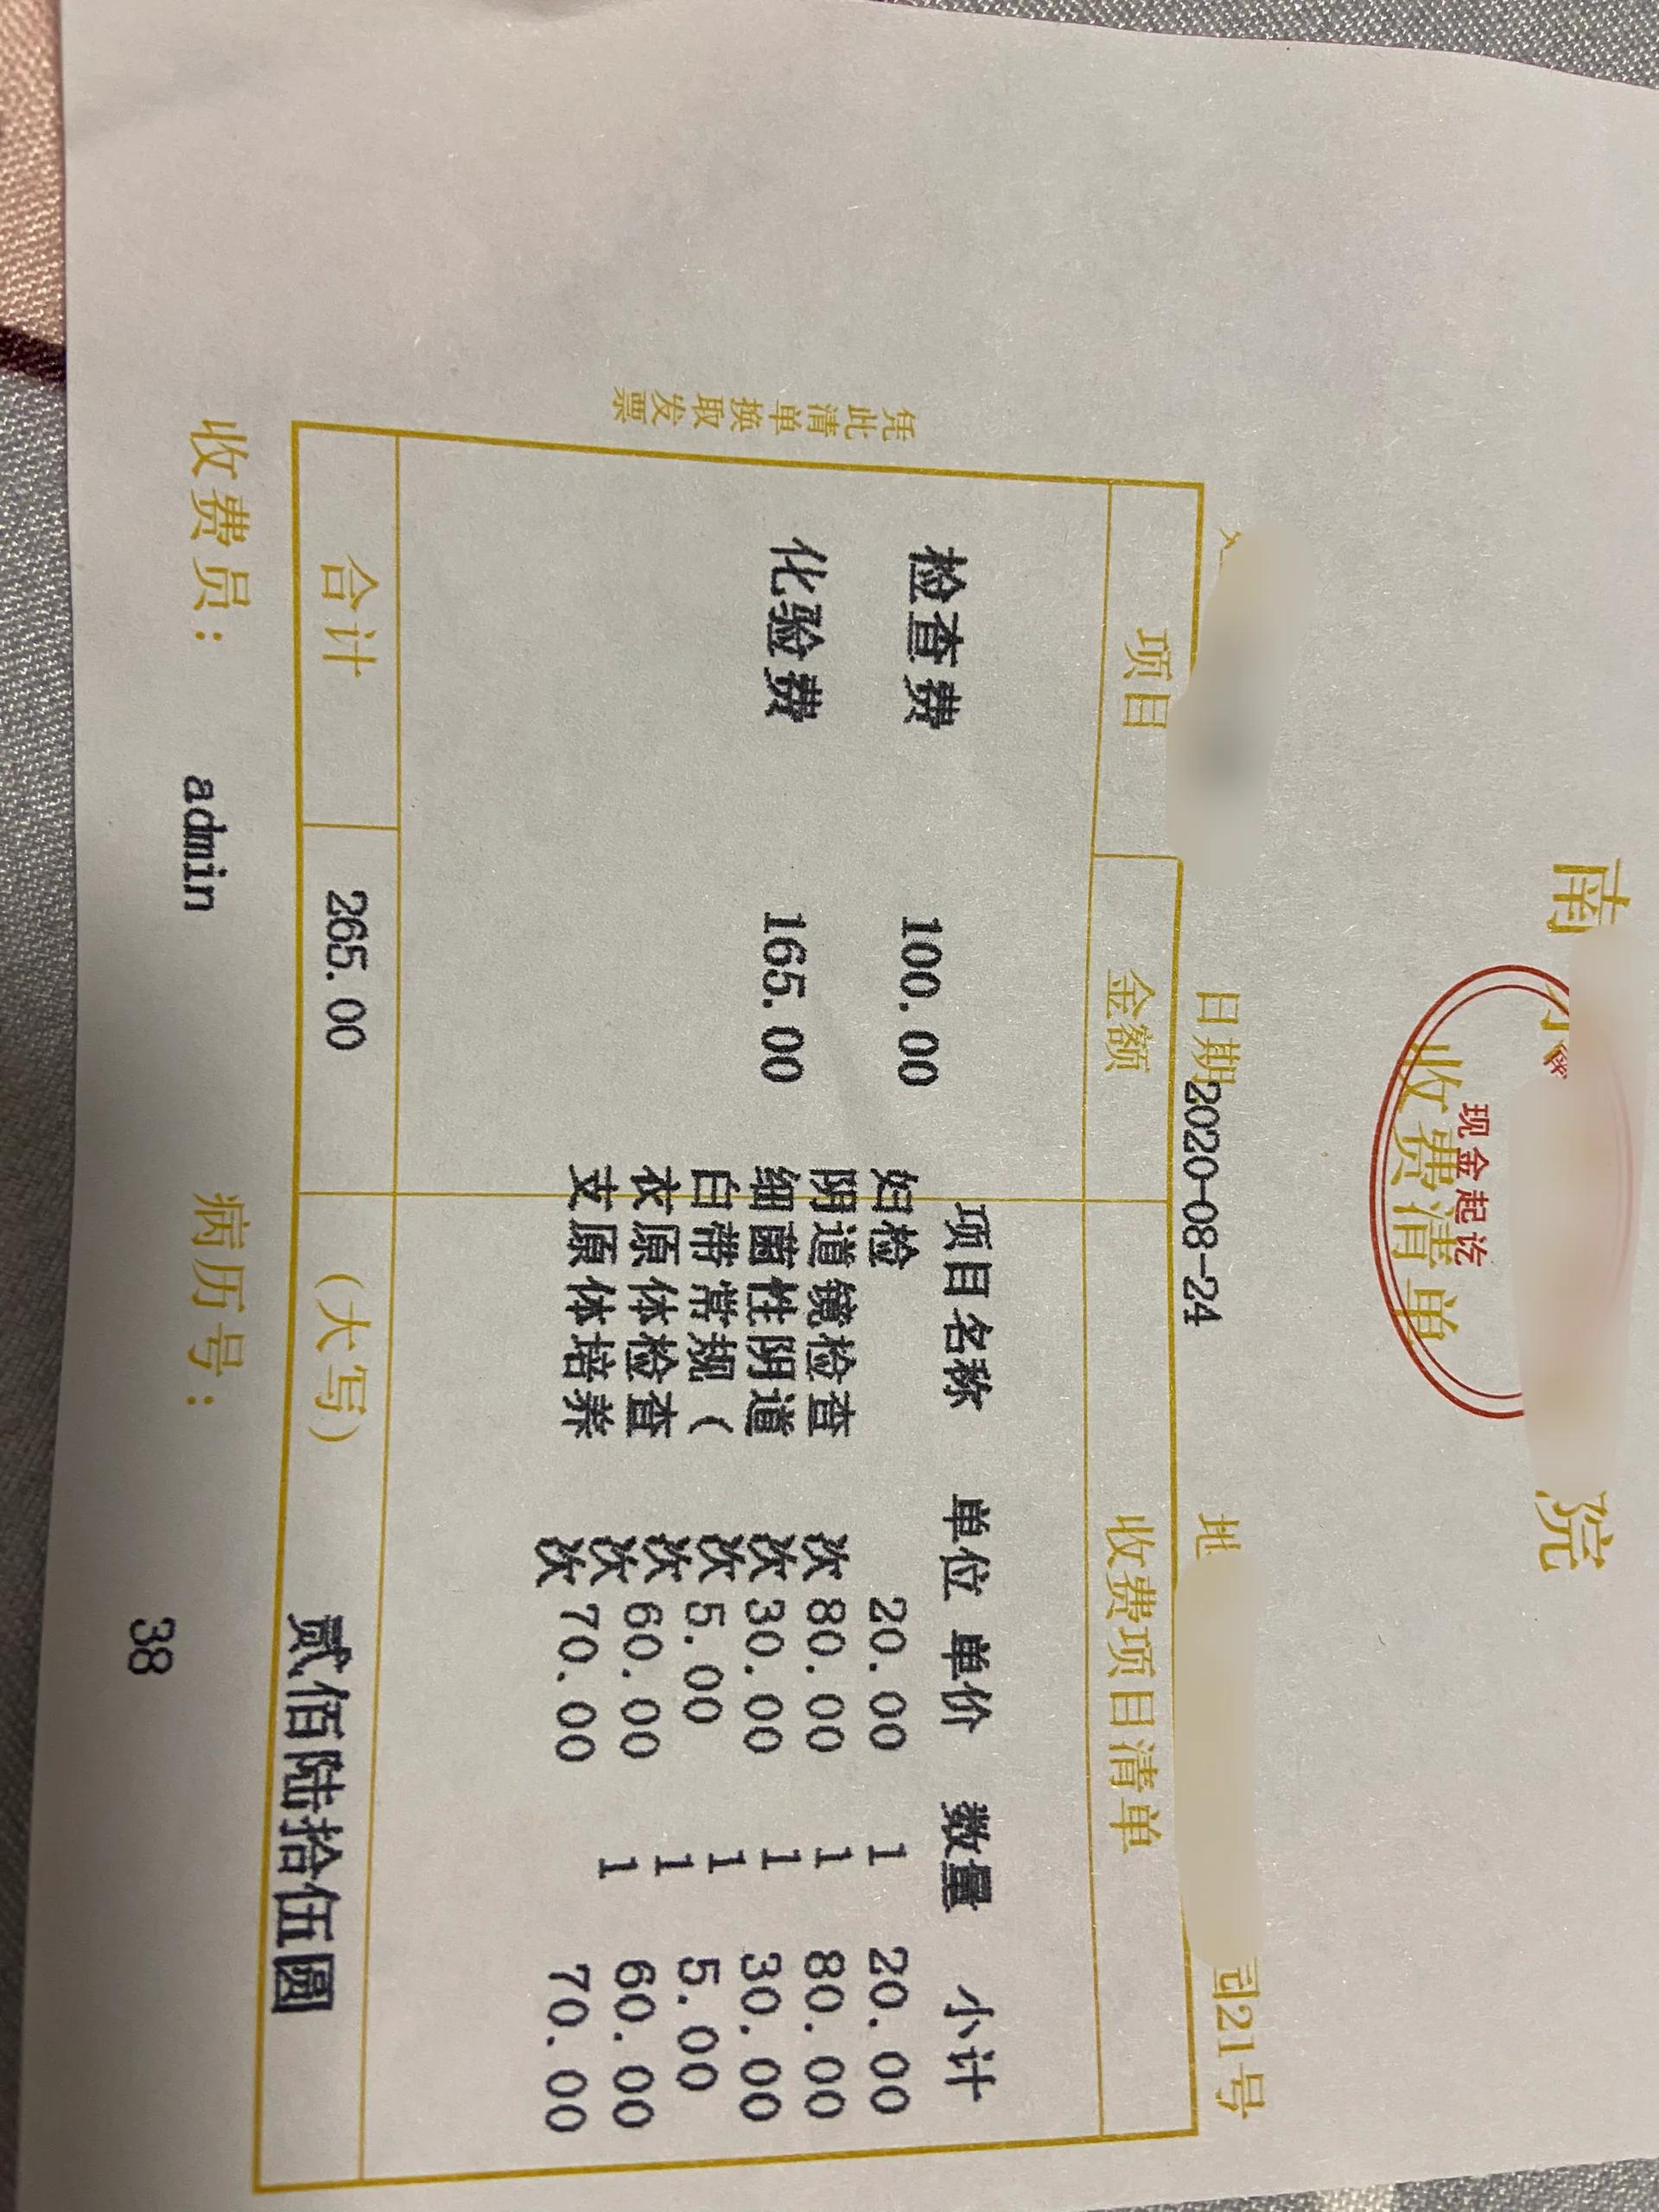 南 院
收费清单
现金起讫
日期 2020-08-24 地 司21号
项目 金额 收费项目清单
项目名称 单位 单价 数量 小计
检查费 100.00 妇检 次 20.00 1 20.00
阴道镜检查 次 80.00 1 80.00
化验费 165.00 细菌性阴道 次 30.00 1 30.00
白带常规（ 次 5.00 1 5.00
衣原体检查 次 60.00 1 60.00
支原体培养 次 70.00 1 70.00
合计 265.00 （大写） 贰佰陆拾伍圆
收费员： admin 病历号： 38
凭此清单换取发票